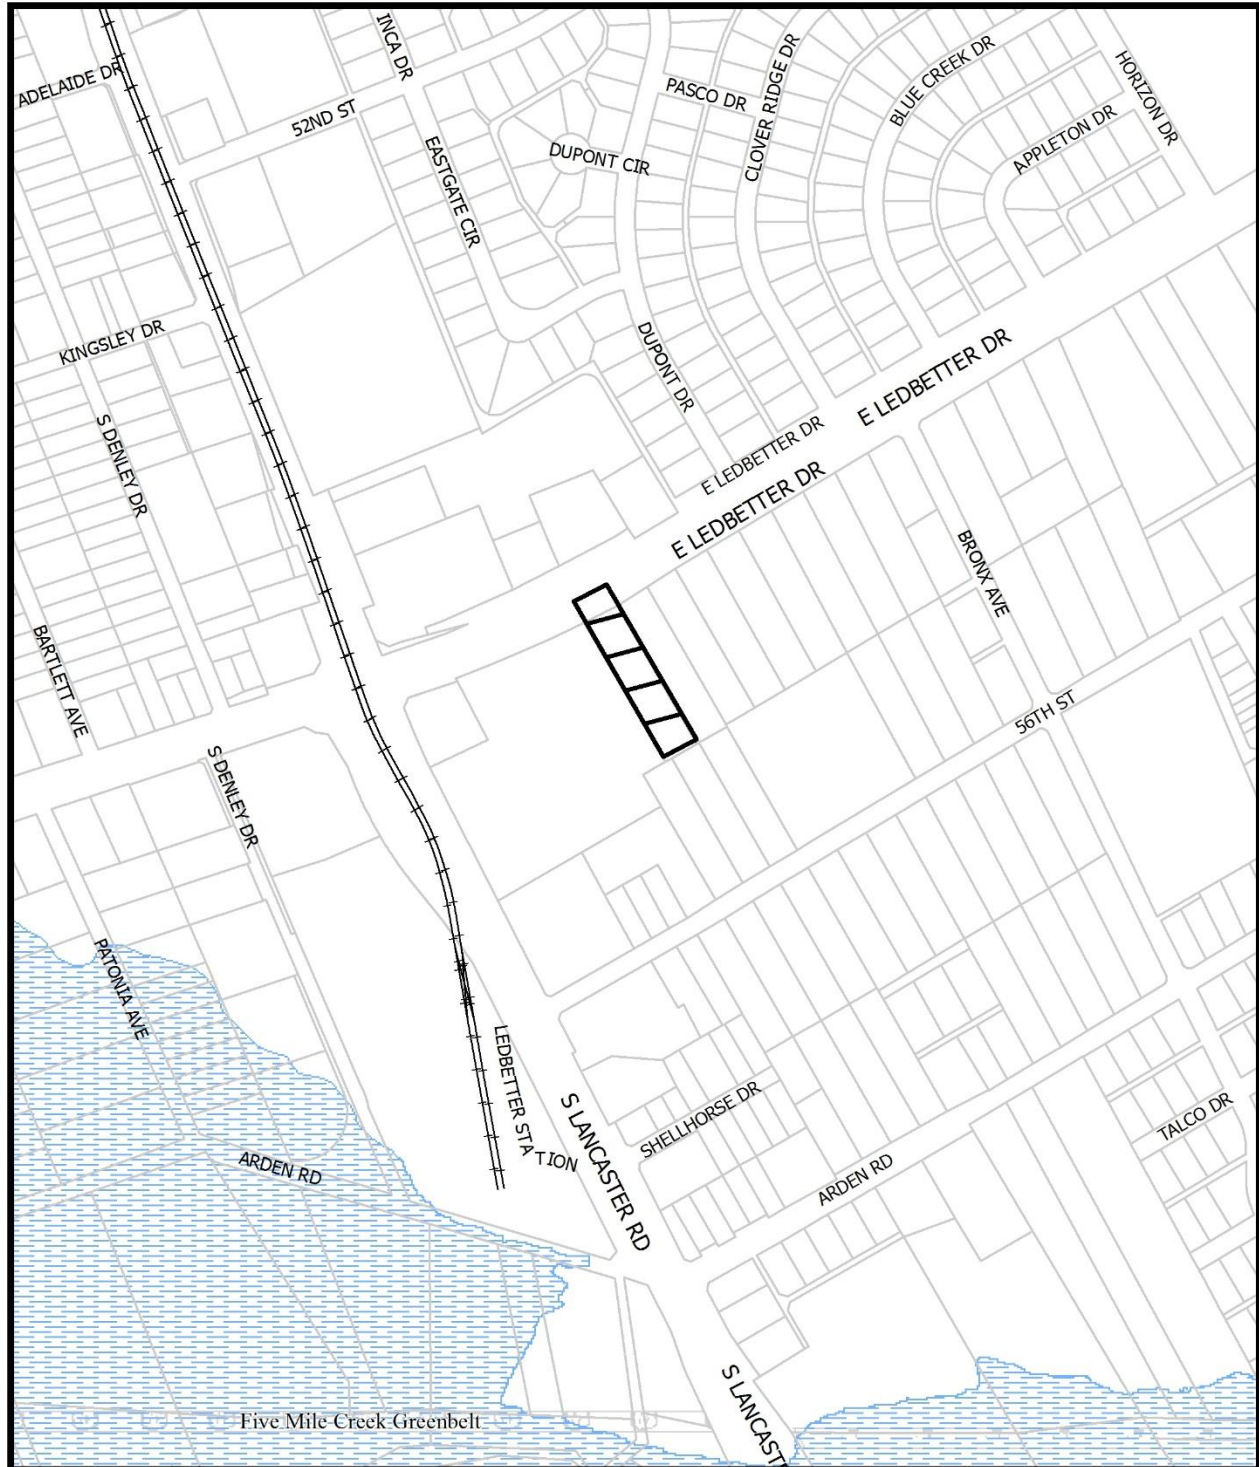 INCA DR
ADELAIDE DR
52ND ST
PASCO DR
CLOVER RIDGE DR
BLUE CREEK DR
HORIZON DR
APPLETON DR
DUPONT CIR
EASTGATE CIR
KINGSLEY DR
DUPONT DR
E LEDBETTER DR
E LEDBETTER DR
E LEDBETTER DR
S DENLEY DR
BRONX AVE
BARTLETT AVE
56TH ST
S DENLEY DR
PATONIA AVE
LEDBETTER STATION
S LANCASTER RD
SHELLHORSE DR
TALCO DR
ARDEN RD
ARDEN RD
Five Mile Creek Greenbelt
S LANCAST